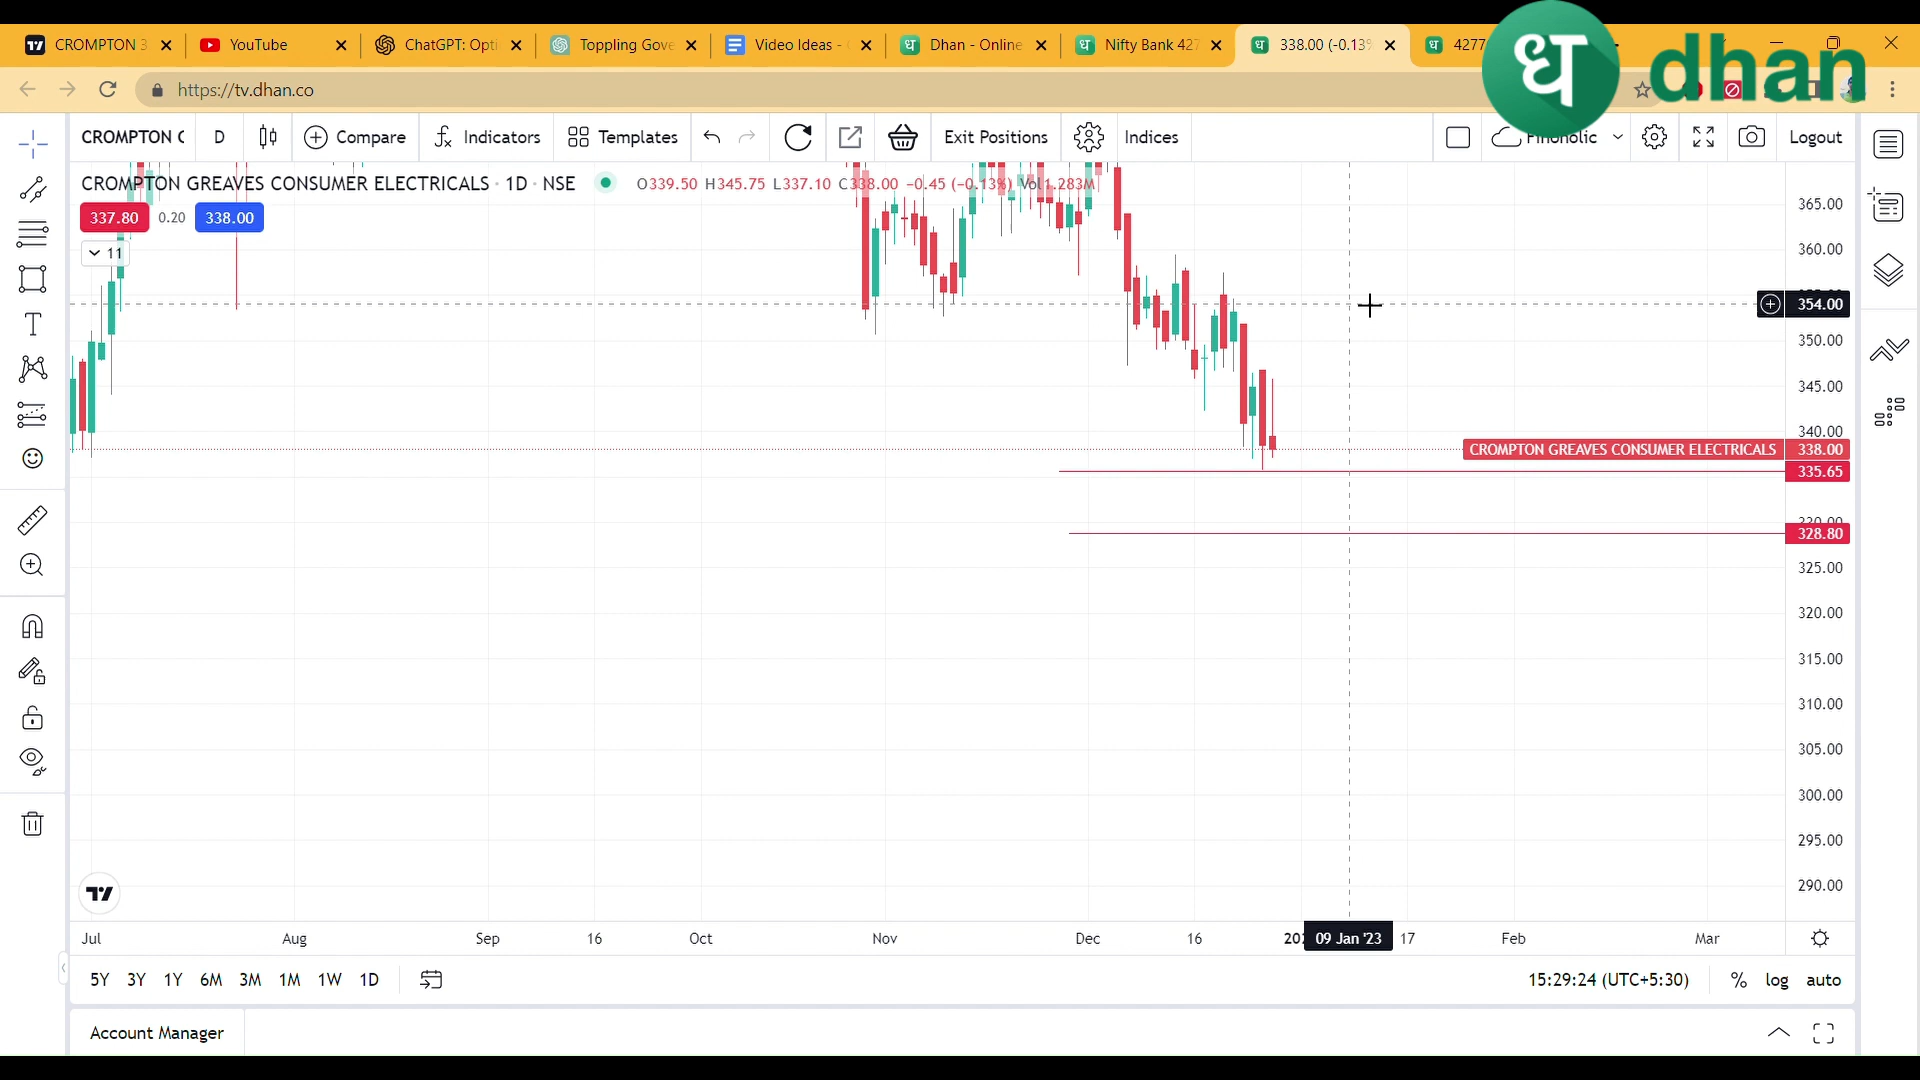 CROMPTON 3
YouTube
ChatGPT: Opti
Toppling Gove
Video Ideas -
Dhan - Online
Nifty Bank 427
338.00 (-0.13%
4277
ध dhan
https://tv.dhan.co
CROMPTON G D Compare Indicators Templates Exit Positions Indices Logout
CROMPTON GREAVES CONSUMER ELECTRICALS · 1D · NSE O339.50 H345.75 L337.10 C338.00 −0.45 (−0.13%) Vol 1.283M
337.80 0.20 338.00
11
365.00
360.00
354.00
350.00
345.00
340.00
CROMPTON GREAVES CONSUMER ELECTRICALS 338.00
335.65
330.00
328.80
325.00
320.00
315.00
310.00
305.00
300.00
295.00
290.00
Jul Aug Sep 16 Oct Nov Dec 16 09 Jan '23 17 Feb Mar
5Y 3Y 1Y 6M 3M 1M 1W 1D 15:29:24 (UTC+5:30) % log auto
Account Manager